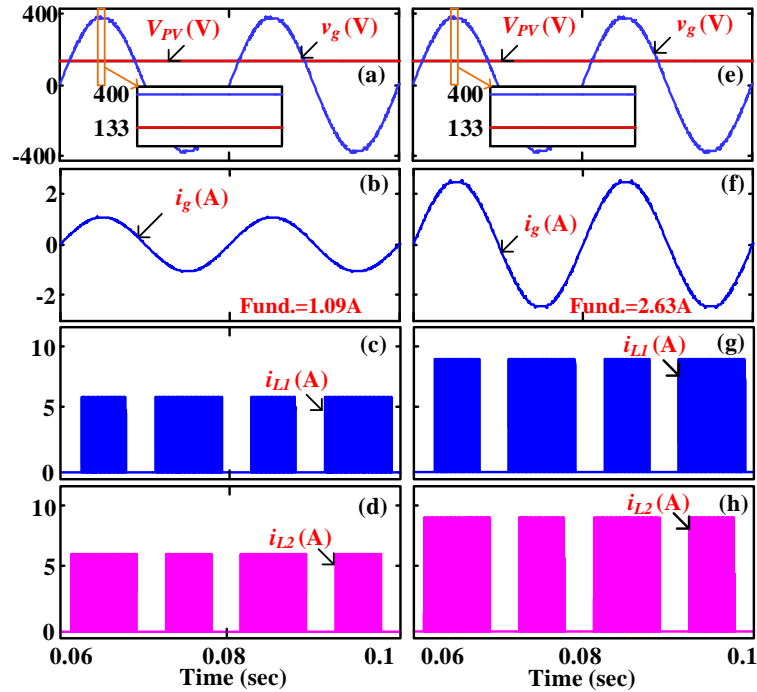 400
V_PV (V)
v_g (V)
(a)
0
400
133
-400
V_PV (V)
v_g (V)
(e)
400
133
2
i_g (A)
(b)
0
-2
Fund.=1.09A
(f)
i_g (A)
Fund.=2.63A
10
(c)
i_L1 (A)
5
0
(g)
i_L1 (A)
10
(d)
i_L2 (A)
5
0
(h)
i_L2 (A)
0.06
0.08
0.1
Time (sec)
0.06
0.08
0.1
Time (sec)